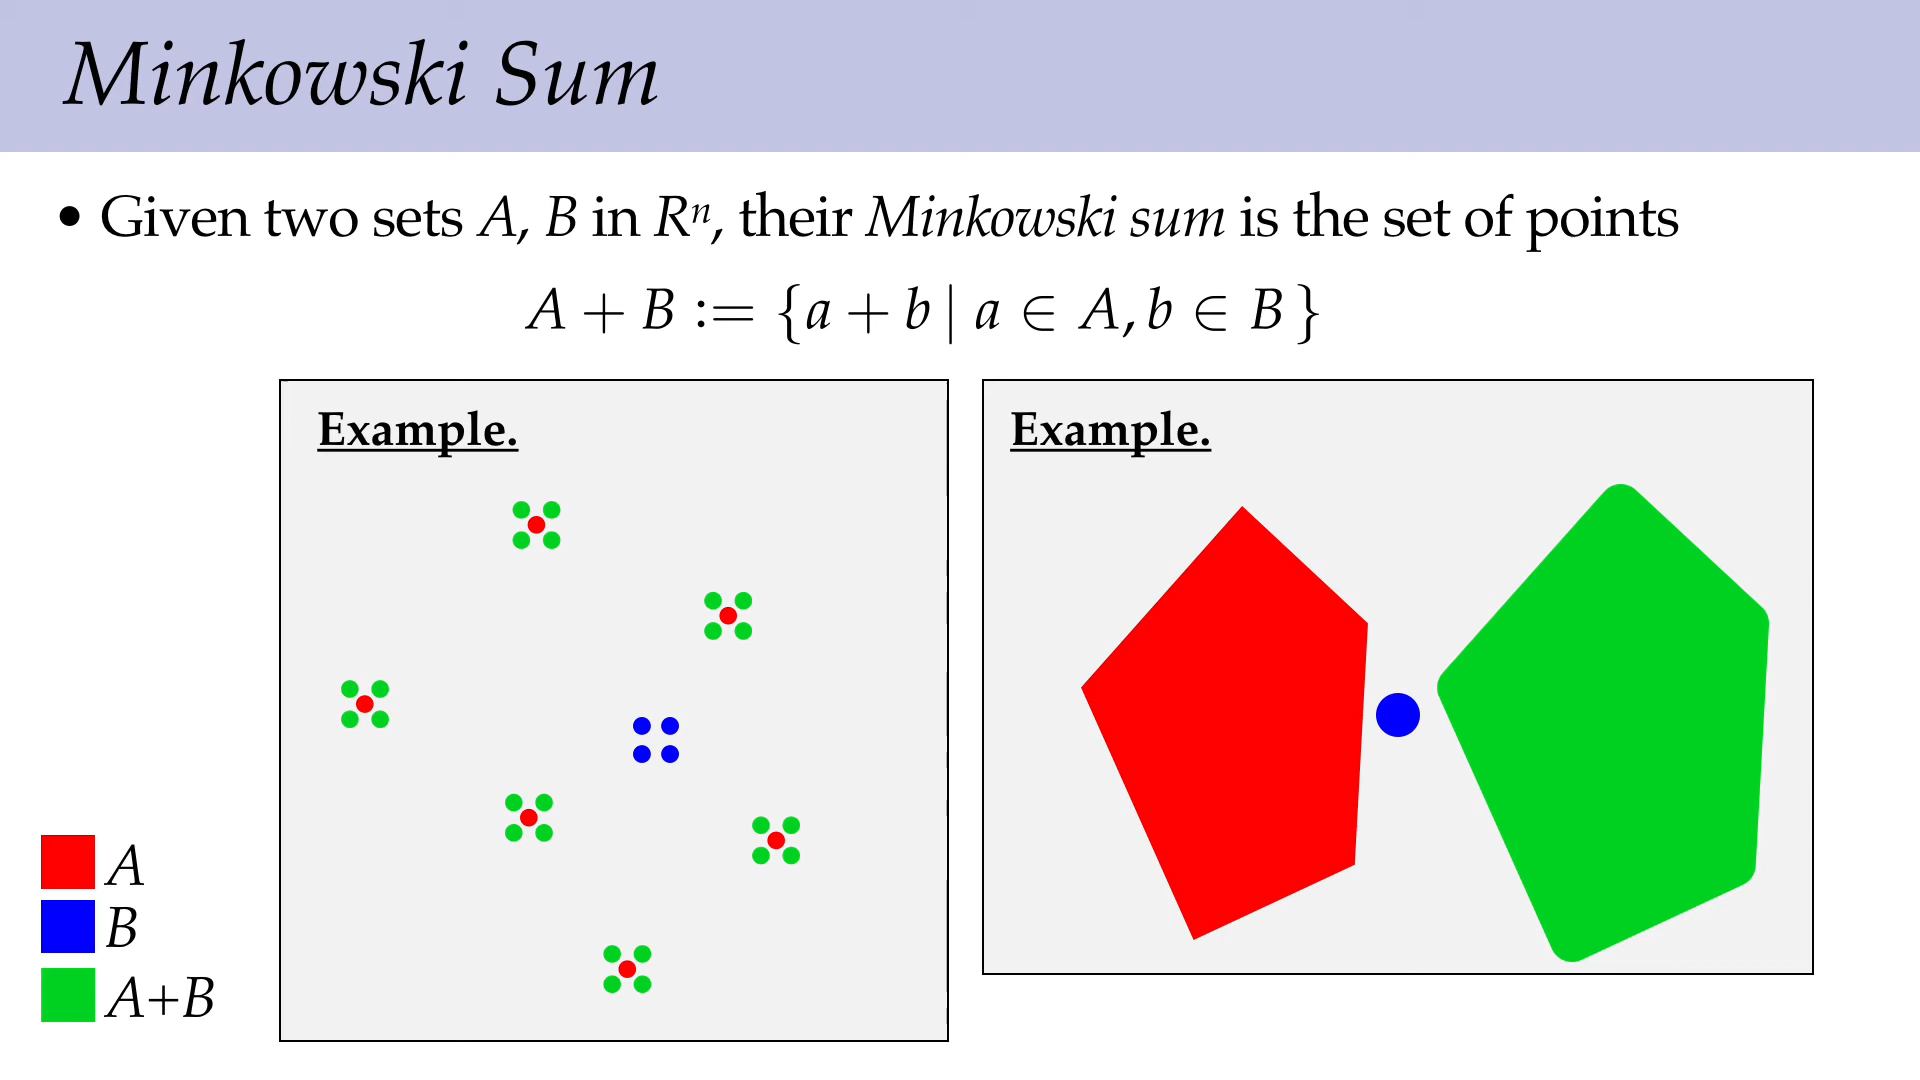 Minkowski Sum
• Given two sets A, B in Rⁿ, their Minkowski sum is the set of points
A + B := {a + b | a ∈ A, b ∈ B }
Example.
Example.
A
B
A+B